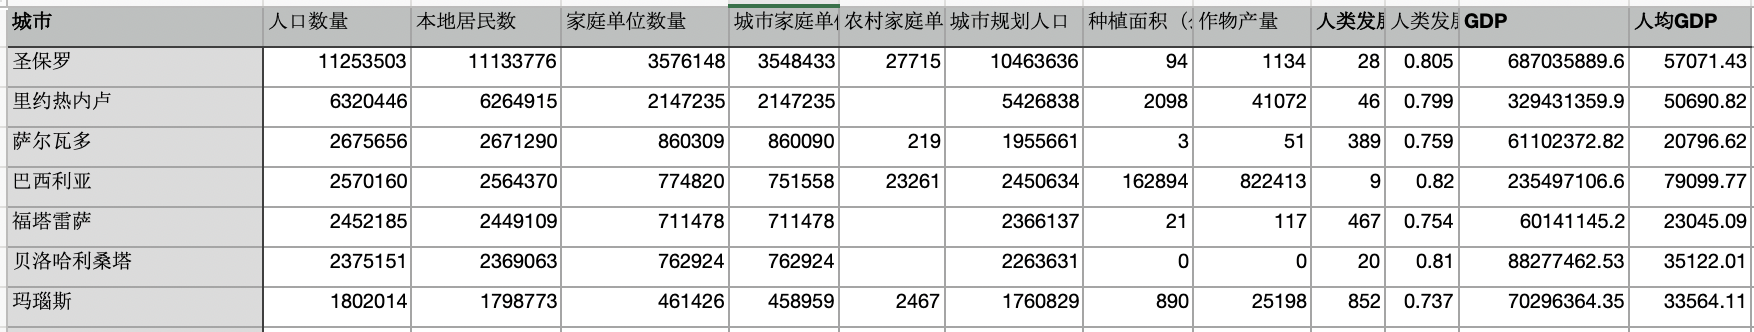 城市 人口数量 本地居民数 家庭单位数量 城市家庭单 农村家庭单 城市规划人口 种植面积（ 作物产量 人类发 人类发 GDP 人均GDP
圣保罗 11253503 11133776 3576148 3548433 27715 10463636 94 1134 28 0.805 687035889.6 57071.43
里约热内卢 6320446 6264915 2147235 2147235 5426838 2098 41072 46 0.799 329431359.9 50690.82
萨尔瓦多 2675656 2671290 860309 860090 219 1955661 3 51 389 0.759 61102372.82 20796.62
巴西利亚 2570160 2564370 774820 751558 23261 2450634 162894 822413 9 0.82 235497106.6 79099.77
福塔雷萨 2452185 2449109 711478 711478 2366137 21 117 467 0.754 60141145.2 23045.09
贝洛哈利桑塔 2375151 2369063 762924 762924 2263631 0 0 20 0.81 88277462.53 35122.01
玛瑙斯 1802014 1798773 461426 458959 2467 1760829 890 25198 852 0.737 70296364.35 33564.11